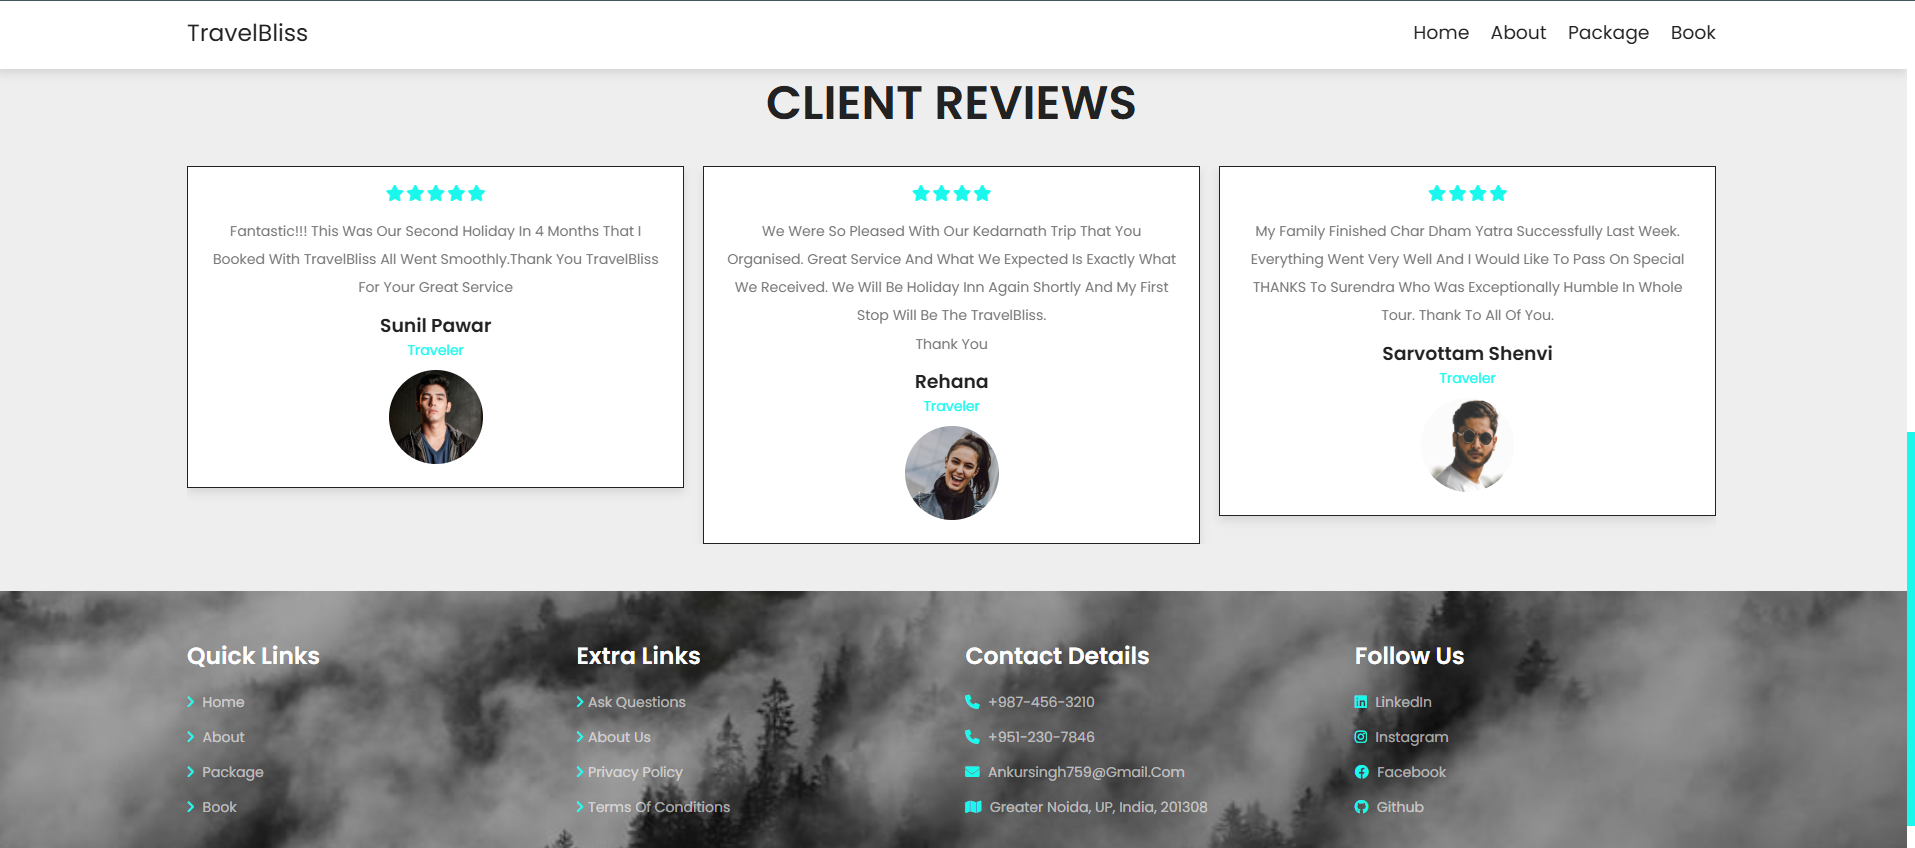 TravelBliss
Home About Package Book
CLIENT REVIEWS
Fantastic!!! This Was Our Second Holiday In 4 Months That I
Booked With TravelBliss All Went Smoothly.Thank You TravelBliss
For Your Great Service
Sunil Pawar
Traveler
We Were So Pleased With Our Kedarnath Trip That You
Organised. Great Service And What We Expected Is Exactly What
We Received. We Will Be Holiday Inn Again Shortly And My First
Stop Will Be The TravelBliss.
Thank You
Rehana
Traveler
My Family Finished Char Dham Yatra Successfully Last Week.
Everything Went Very Well And I Would Like To Pass On Special
THANKS To Surendra Who Was Exceptionally Humble In Whole
Tour. Thank To All Of You.
Sarvottam Shenvi
Traveler
Quick Links
Home
About
Package
Book
Extra Links
Ask Questions
About Us
Privacy Policy
Terms Of Conditions
Contact Details
+987-456-3210
+951-230-7846
Ankursingh759@Gmail.Com
Greater Noida, UP, India, 201308
Follow Us
LinkedIn
Instagram
Facebook
Github